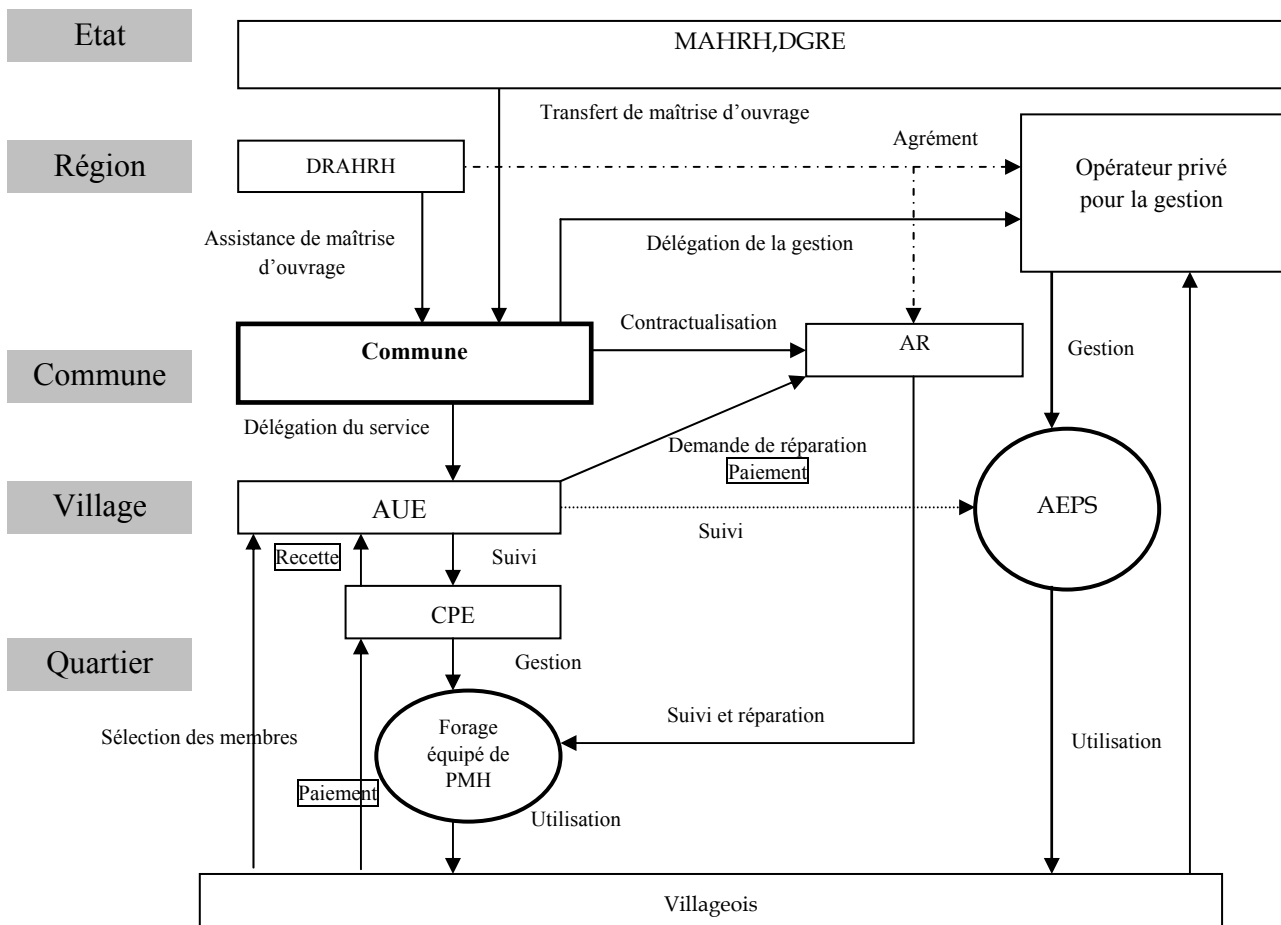 Etat
MAHRH,DGRE
Transfert de maîtrise d’ouvrage
Région
DRAHRH
Agrément
Opérateur privé
pour la gestion
Assistance de maîtrise
d’ouvrage
Délégation de la gestion
Commune
Commune
Contractualisation
AR
Gestion
Délégation du service
Demande de réparation
Paiement
Village
AUE
Suivi
AEPS
Recette
Suivi
CPE
Quartier
Gestion
Sélection des membres
Forage
équipé de
PMH
Suivi et réparation
Utilisation
Paiement
Utilisation
Villageois